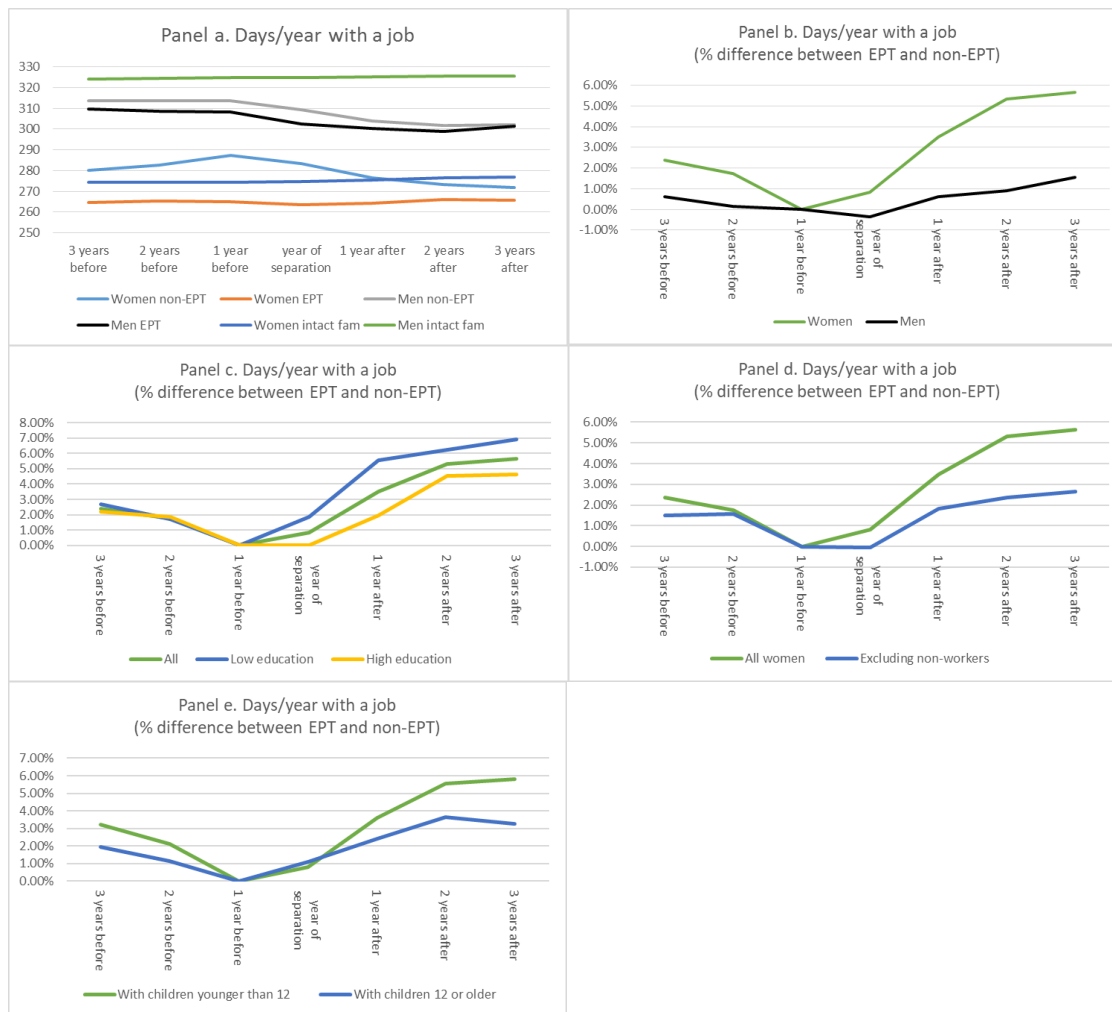 Panel a. Days/year with a job
330
320
310
300
290
280
270
260
250
3 years before
2 years before
1 year before
year of separation
1 year after
2 years after
3 years after
Women non-EPT
Women EPT
Men non-EPT
Men EPT
Women intact fam
Men intact fam
Panel b. Days/year with a job
(% difference between EPT and non-EPT)
6.00%
5.00%
4.00%
3.00%
2.00%
1.00%
0.00%
-1.00%
3 years before
2 years before
1 year before
year of separation
1 year after
2 years after
3 years after
Women
Men
Panel c. Days/year with a job
(% difference between EPT and non-EPT)
8.00%
7.00%
6.00%
5.00%
4.00%
3.00%
2.00%
1.00%
0.00%
3 years before
2 years before
1 year before
year of separation
1 year after
2 years after
3 years after
All
Low education
High education
Panel d. Days/year with a job
(% difference between EPT and non-EPT)
6.00%
5.00%
4.00%
3.00%
2.00%
1.00%
0.00%
-1.00%
3 years before
2 years before
1 year before
year of separation
1 year after
2 years after
3 years after
All women
Excluding non-workers
Panel e. Days/year with a job
(% difference between EPT and non-EPT)
7.00%
6.00%
5.00%
4.00%
3.00%
2.00%
1.00%
0.00%
3 years before
2 years before
1 year before
year of separation
1 year after
2 years after
3 years after
With children younger than 12
With children 12 or older